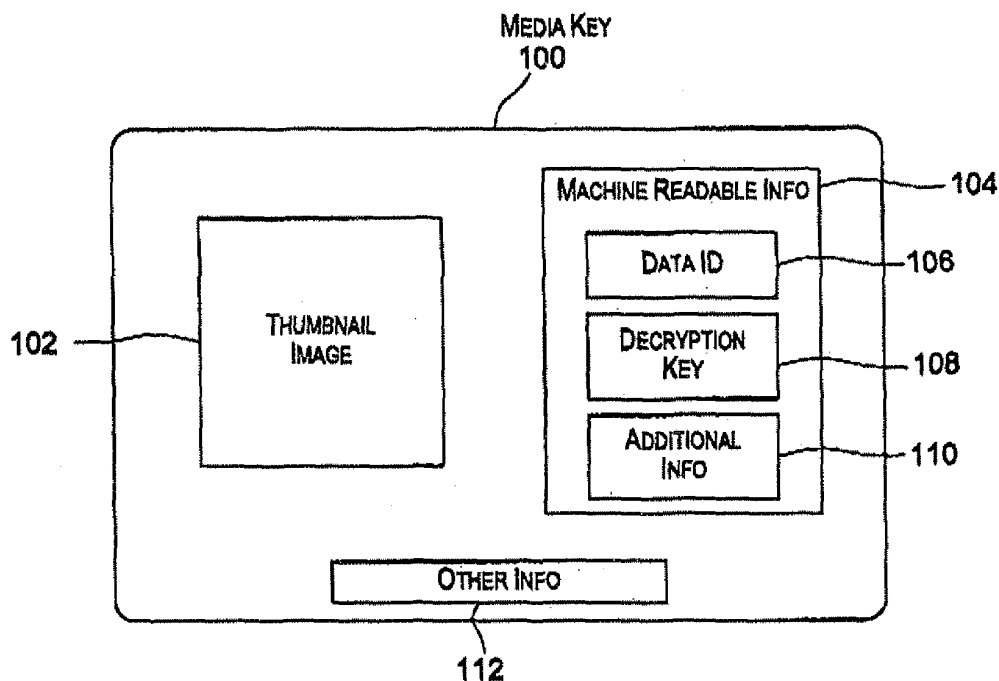 MEDIA KEY
100
MACHINE READABLE INFO
104
DATA ID
106
THUMBNAIL
IMAGE
102
DECRYPTION
KEY
108
ADDITIONAL
INFO
110
OTHER INFO
112